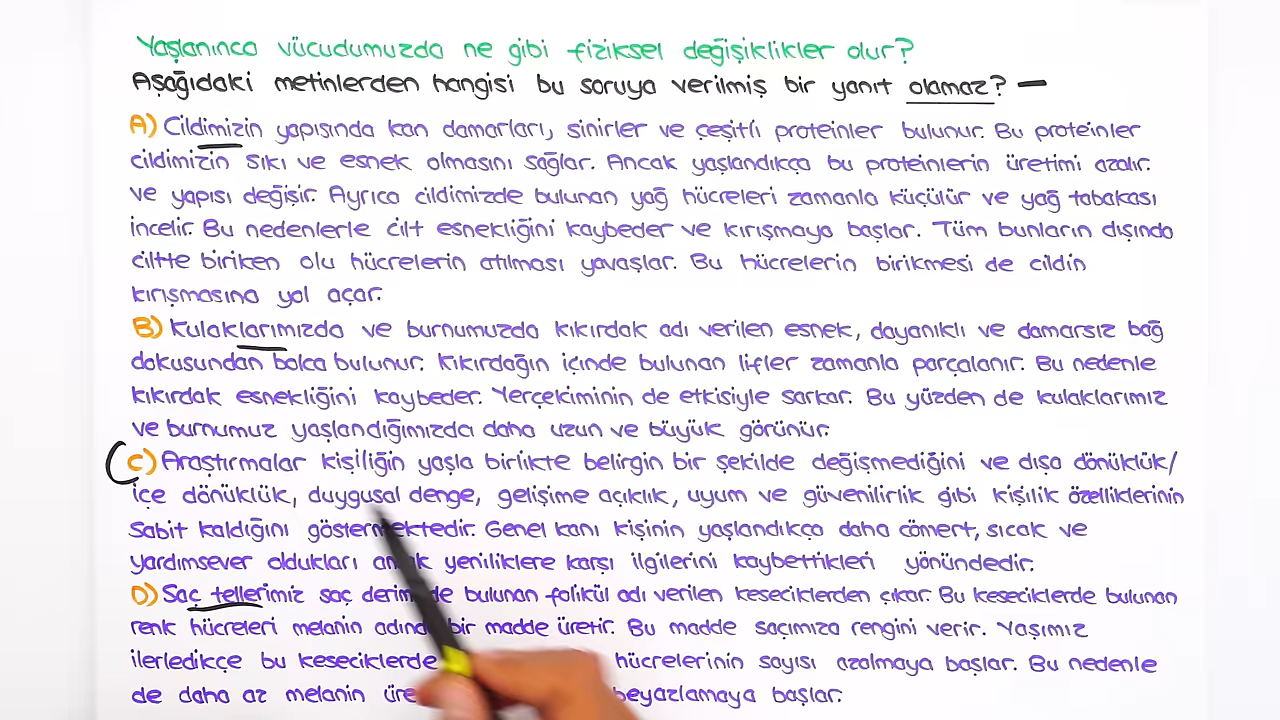 Yaşlanınca vücudumuzda ne gibi fiziksel değişiklikler olur?
Aşağıdaki metinlerden hangisi bu soruya verilmiş bir yanıt olamaz? –
A) Cildimizin yapısında kan damarları, sinirler ve çeşitli proteinler bulunur. Bu proteinler
cildimizin sıkı ve esnek olmasını sağlar. Ancak yaşlandıkça bu proteinlerin üretimi azalır.
ve yapısı değişir. Ayrıca cildimizde bulunan yağ hücreleri zamanla küçülür ve yağ tabakası
incelir. Bu nedenlerle cilt esnekliğini kaybeder ve kırışmaya başlar. Tüm bunların dışında
ciltte biriken olu hücrelerin atılması yavaşlar. Bu hücrelerin birikmesi de cildin
kırışmasına yol açar.
B) Kulaklarımızda ve burnumuzda kıkırdak adı verilen esnek, dayanıklı ve damarsız bağ
dokusundan bolca bulunur. Kıkırdağın içinde bulunan lifler zamanla parçalanır. Bu nedenle
kıkırdak esnekliğini kaybeder. Yerçekiminin de etkisiyle sarkar. Bu yüzden de kulaklarımız
ve burnumuz yaşlandığımızda daha uzun ve büyük görünür.
C) Araştırmalar kişiliğin yaşla birlikte belirgin bir şekilde değişmediğini ve dışa dönüklük/
içe dönüklük, duygusal denge, gelişime açıklık, uyum ve güvenilirlik gibi kişilik özelliklerinin
sabit kaldığını göstermektedir. Genel kanı kişinin yaşlandıkça daha cömert, sıcak ve
yardımsever oldukları yeniliklere karşı ilgilerini kaybettikleri yönündedir.
D) Saç tellerimiz saç bulunan folikül adı verilen keseciklerden çıkar. Bu keseciklerde bulunan
renk hücreleri melanin adında bir madde üretir. Bu madde saçımıza rengini verir. Yaşımız
ilerledikçe bu keseciklerde hücrelerinin sayısı azalmaya başlar. Bu nedenle
de daha az melanin beyazlamaya başlar.